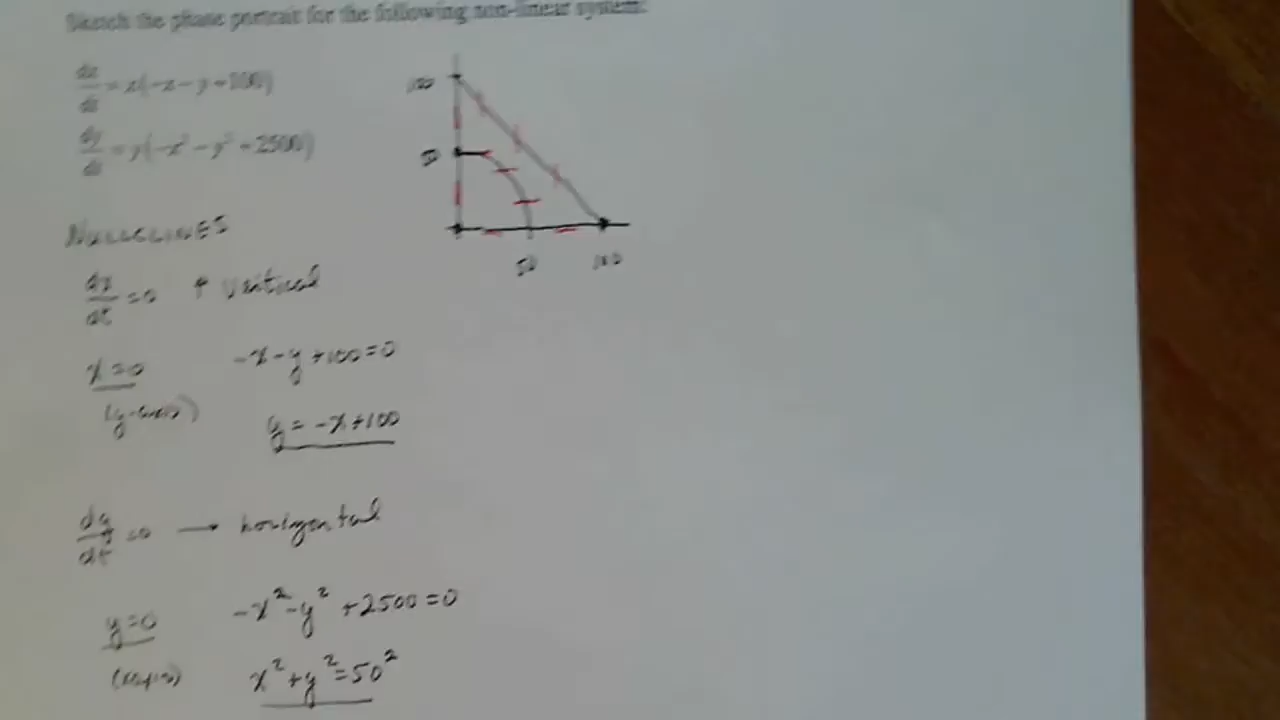 Sketch the phase portrait for the following non-linear system:
dx/dt = x(-x - y + 100)
dy/dt = y(-x² - y² + 2500)
100
50
50 100
NULLCLINES
dx/dt = 0 ↑ vertical
x = 0 -x - y + 100 = 0
(y-axis) y = -x + 100
dy/dt = 0 → horizontal
y = 0 -x² - y² + 2500 = 0
(x-axis) x² + y² = 50²